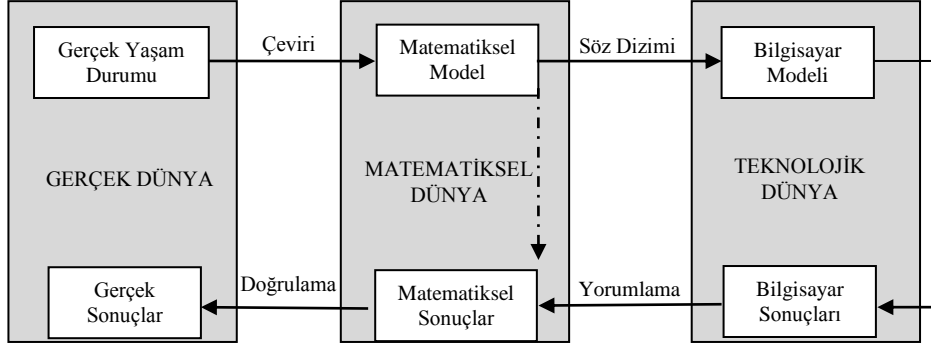 Gerçek Yaşam
Durumu
Çeviri
Matematiksel
Model
Söz Dizimi
Bilgisayar
Modeli
GERÇEK DÜNYA
MATEMATİKSEL
DÜNYA
TEKNOLOJİK
DÜNYA
Gerçek
Sonuçlar
Doğrulama
Matematiksel
Sonuçlar
Yorumlama
Bilgisayar
Sonuçları